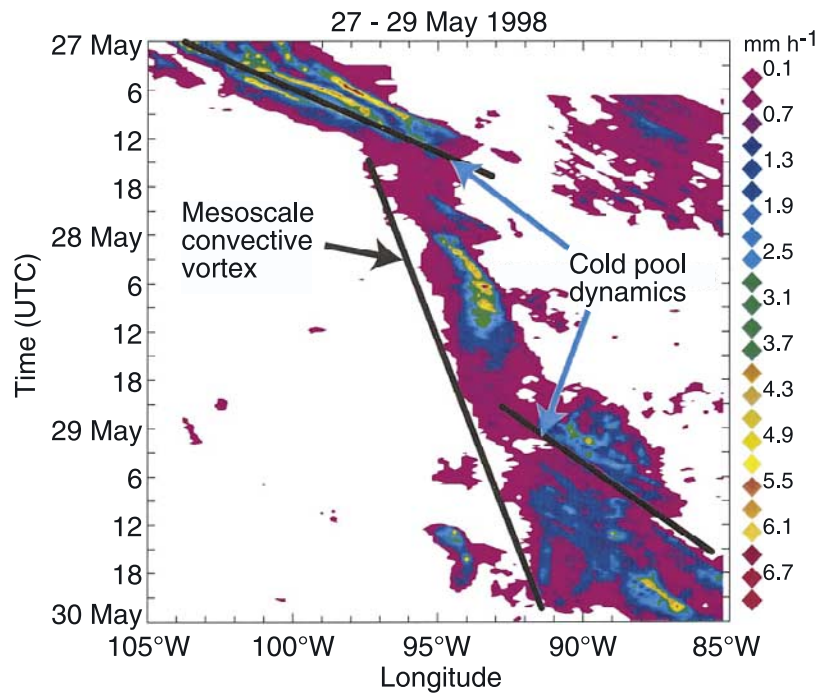 27 - 29 May 1998
mm h-1
27 May
6
12
18
28 May
6
12
18
29 May
6
12
18
30 May
Time (UTC)
Mesoscale
convective
vortex
Cold pool
dynamics
0.1
0.7
1.3
1.9
2.5
3.1
3.7
4.3
4.9
5.5
6.1
6.7
105°W
100°W
95°W
90°W
85°W
Longitude